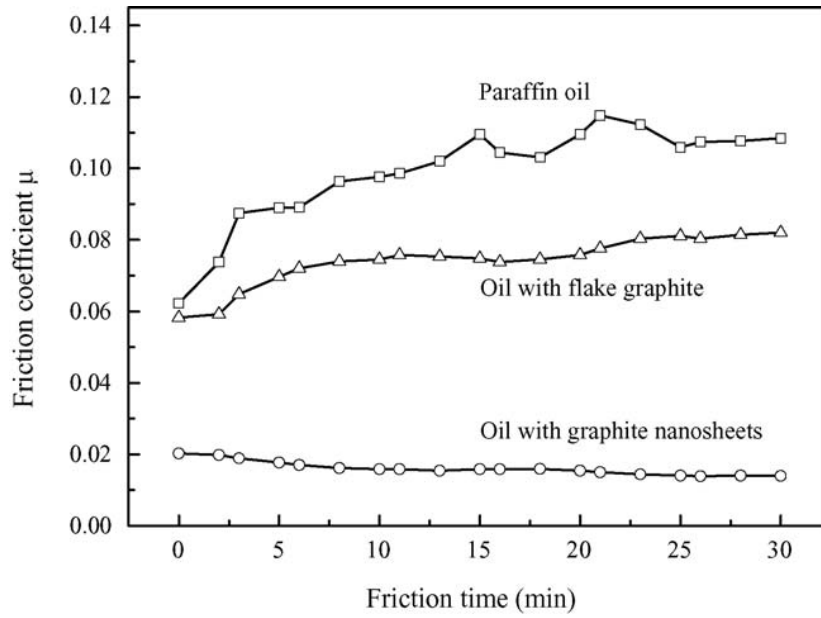 Friction coefficient μ
0.14
0.12
0.10
0.08
0.06
0.04
0.02
0.00
Paraffin oil
Oil with flake graphite
Oil with graphite nanosheets
0 5 10 15 20 25 30
Friction time (min)